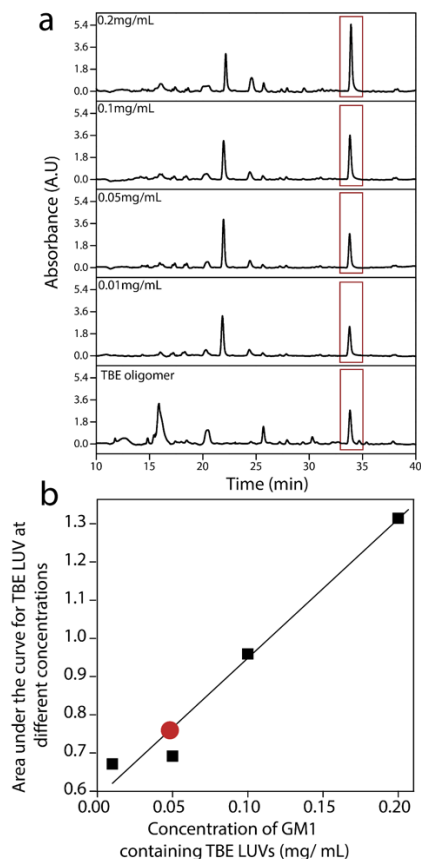 a
0.2mg/mL
5.4
3.6
1.8
0.0
0.1mg/mL
5.4
3.6
1.8
0.0
0.05mg/mL
5.4
3.6
1.8
0.0
0.01mg/mL
5.4
3.6
1.8
0.0
TBE oligomer
5.4
3.6
1.8
0.0
Absorbance (A.U)
10 15 20 25 30 35 40
Time (min)
b
1.3
1.2
1.1
1.0
0.9
0.8
0.7
0.6
Area under the curve for TBE LUV at
different concentrations
0.00 0.05 0.10 0.15 0.20
Concentration of GM1
containing TBE LUVs (mg/ mL)